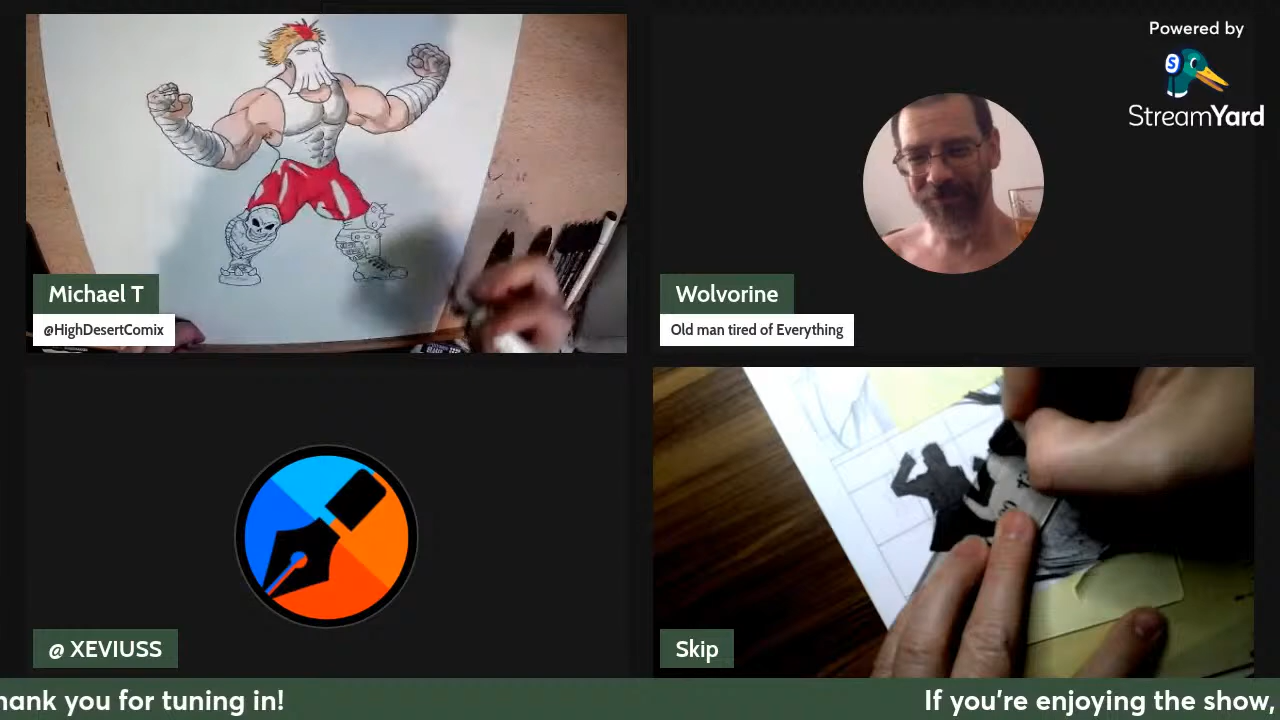 Powered by
S
StreamYard
Michael T
@HighDesertComix
Wolvorine
Old man tired of Everything
@ XEVIUSS
Skip
hank you for tuning in!
If you're enjoying the show,